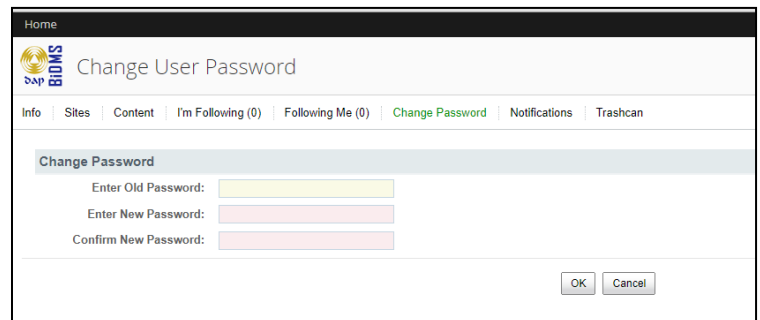 Home
dap BiDMS Change User Password
Info Sites Content I'm Following (0) Following Me (0) Change Password Notifications Trashcan
Change Password
Enter Old Password:
Enter New Password:
Confirm New Password:
OK Cancel